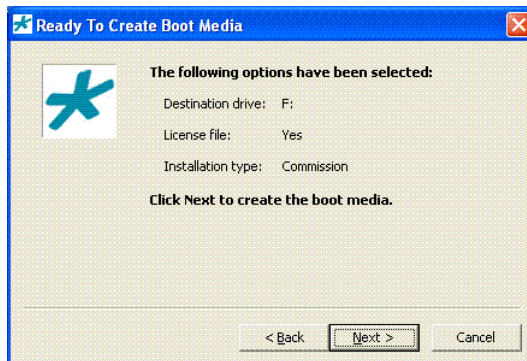 Ready To Create Boot Media
The following options have been selected:
Destination drive: F:
License file: Yes
Installation type: Commission
Click Next to create the boot media.
< Back
Next >
Cancel